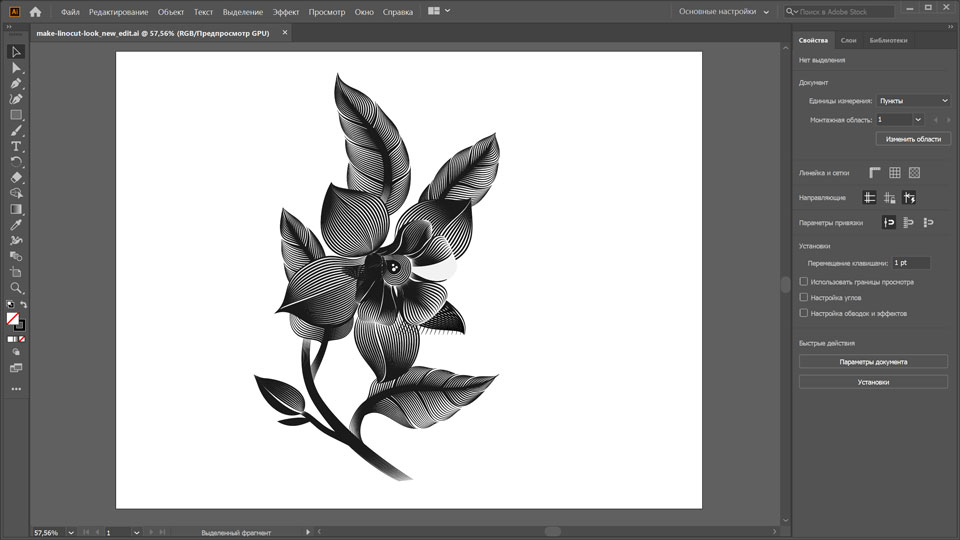 Ai
Файл Редактирование Объект Текст Выделение Эффект Просмотр Окно Справка
Основные настройки
Поиск в Adobe Stock
make-linocut-look_new_edit.ai @ 57,56% (RGB/Предпросмотр GPU)
Свойства Слои Библиотеки
Нет выделения
Документ
Единицы измерения: Пункты
Монтажная область: 1
Изменить области
Линейка и сетки
Направляющие
Параметры привязки
Установки
Перемещение клавишами: 1 pt
Использовать границы просмотра
Настройка углов
Настройка обводок и эффектов
Быстрые действия
Параметры документа
Установки
57,56% 1 Выделенный фрагмент